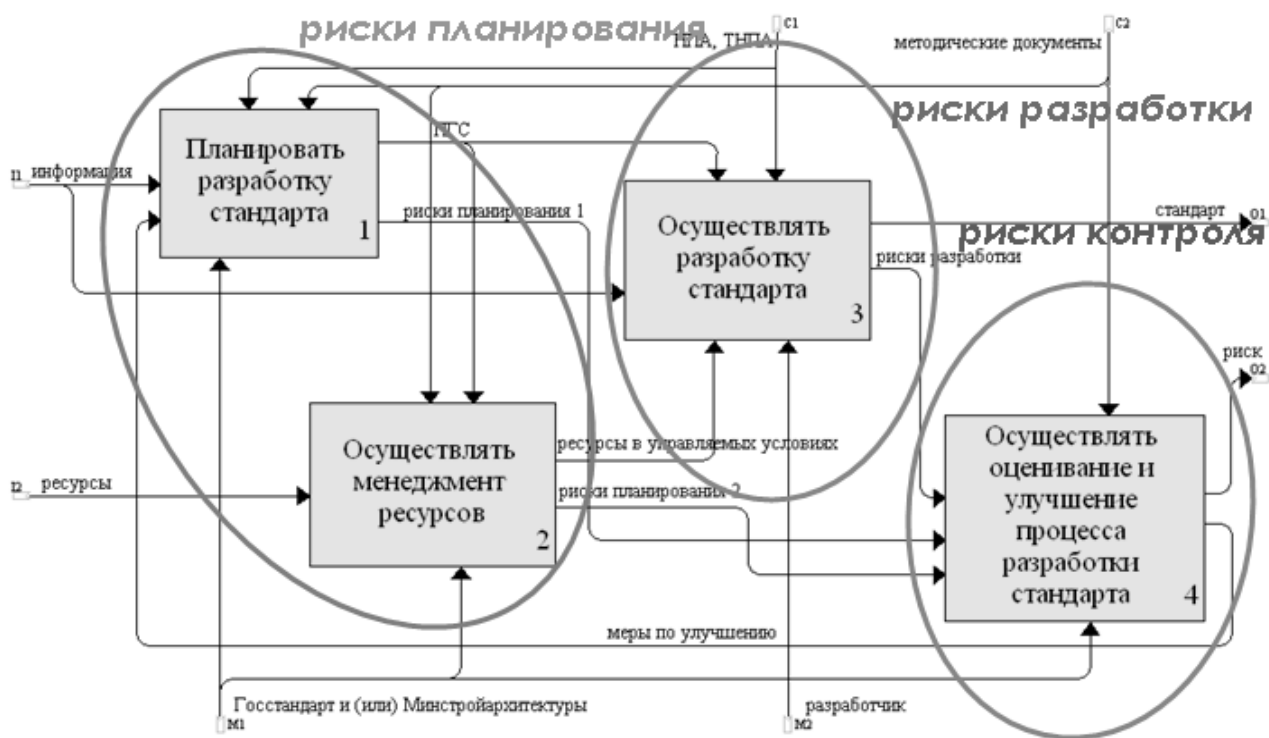 риски планирования
C1
C2
НПА, ТНПА
методические документы
риски разработки
Планировать
разработку
стандарта
1
ПГС
I1
информация
риски планирования 1
Осуществлять
разработку
стандарта
3
стандарт
O1
риски контроля
риски разработки
риск
O2
Осуществлять
менеджмент
ресурсов
2
ресурсы в управляемых условиях
I2
ресурсы
риски планирования 2
Осуществлять
оценивание и
улучшение
процесса
разработки
стандарта
4
меры по улучшению
Госстандарт и (или) Минстройархитектуры
M1
разработчик
M2